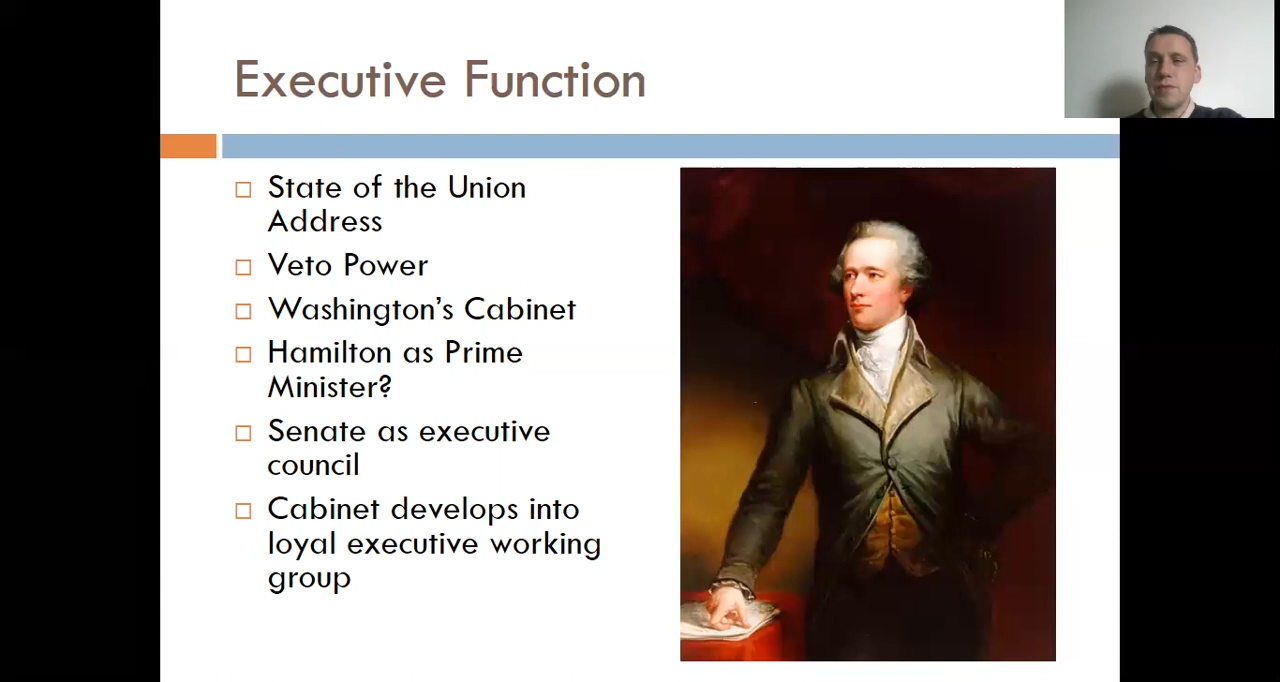 Executive Function
State of the Union
Address
Veto Power
Washington’s Cabinet
Hamilton as Prime
Minister?
Senate as executive
council
Cabinet develops into
loyal executive working
group